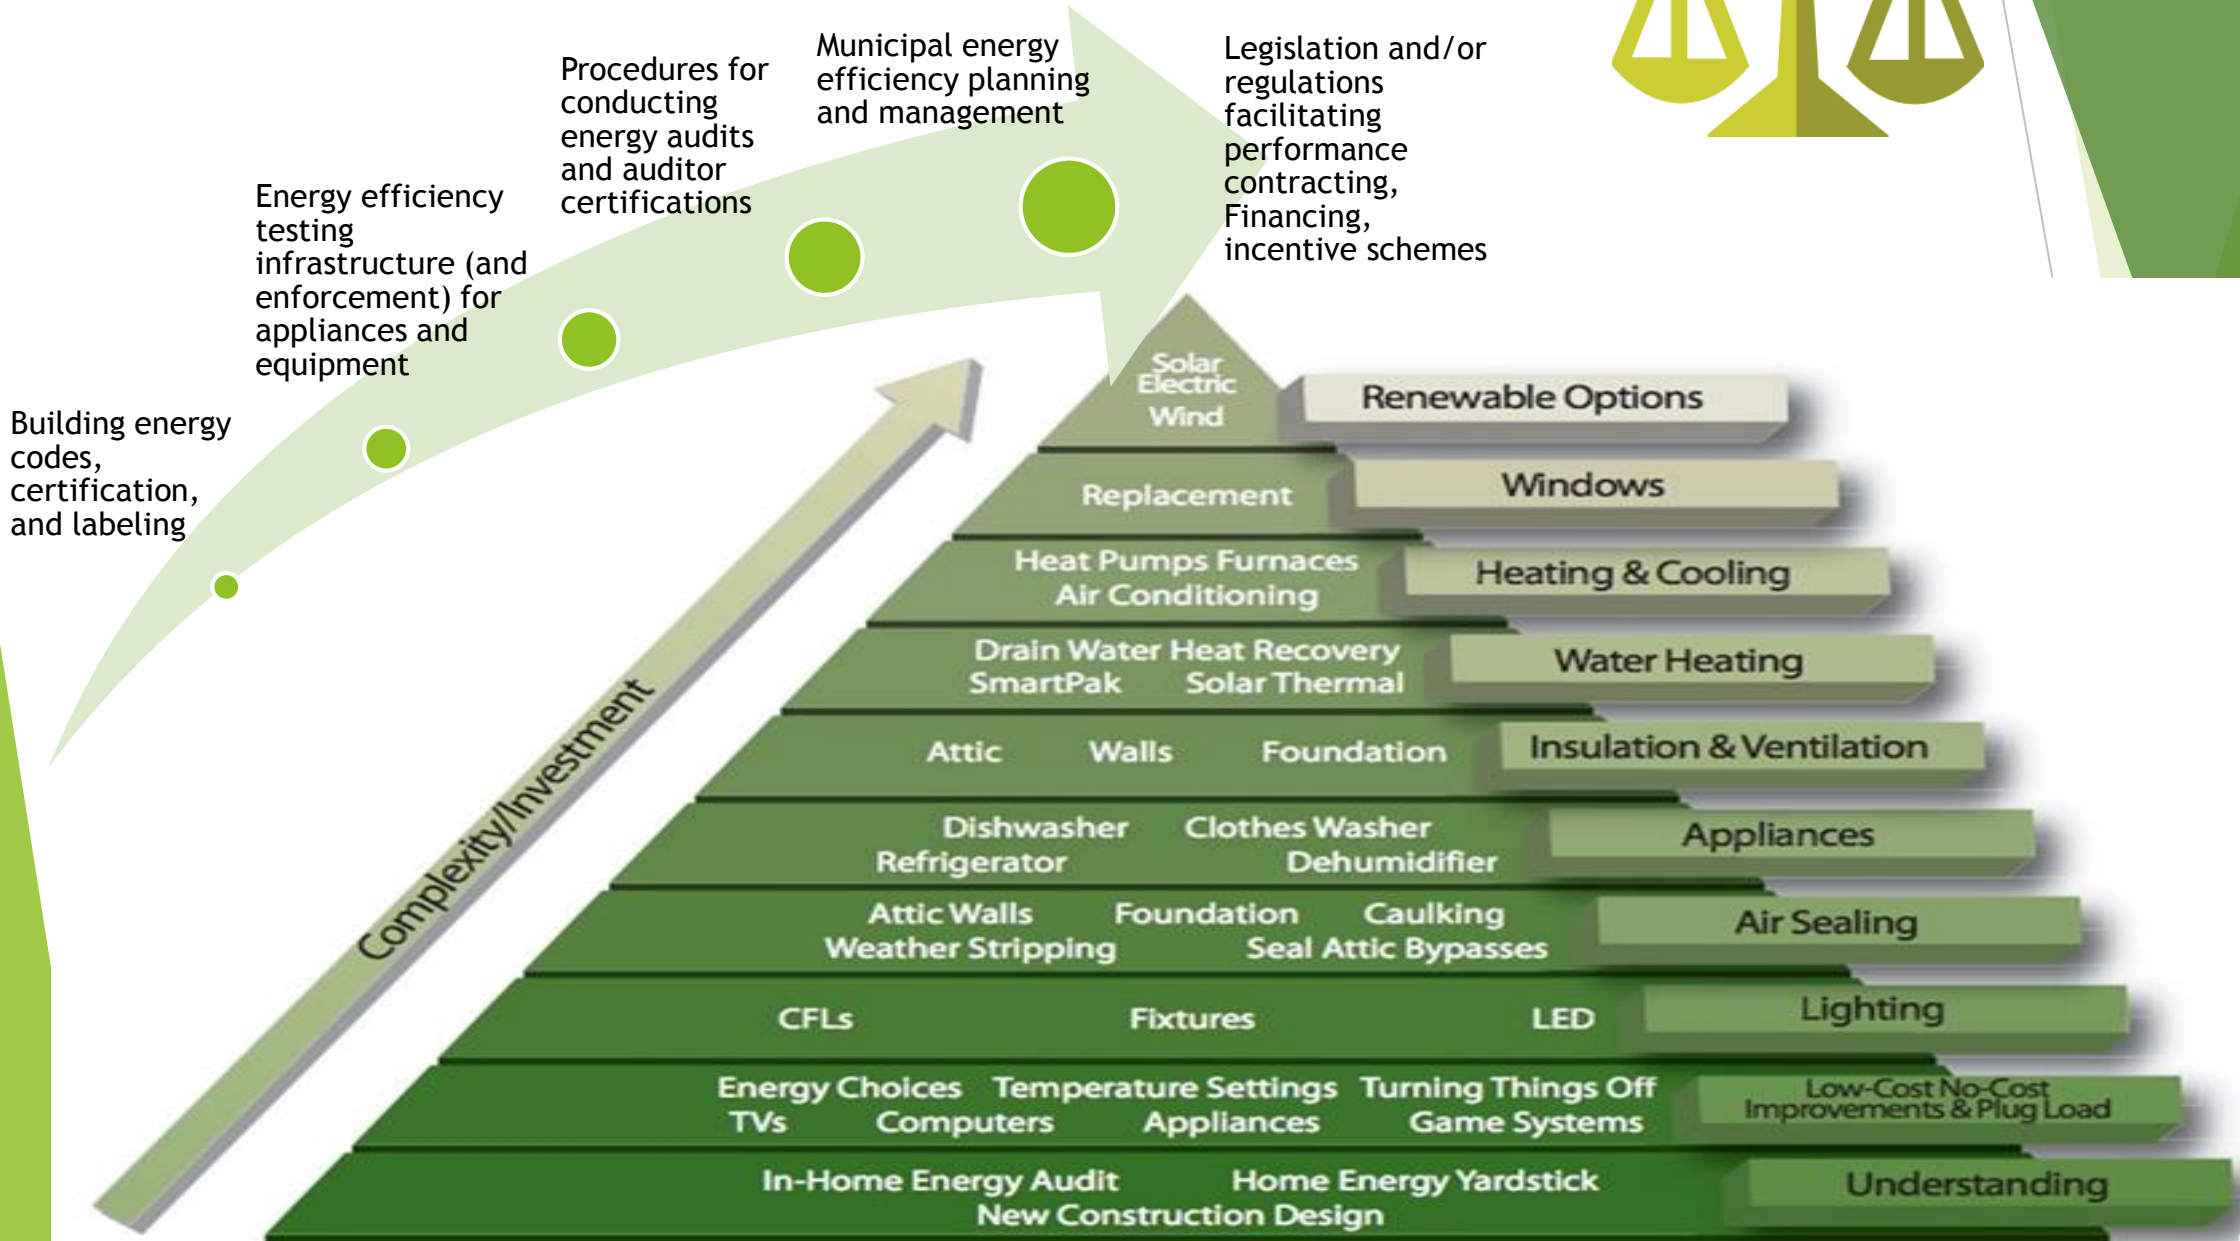 Building energy
codes,
certification,
and labeling
Energy efficiency
testing
infrastructure (and
enforcement) for
appliances and
equipment
Procedures for
conducting
energy audits
and auditor
certifications
Municipal energy
efficiency planning
and management
Legislation and/or
regulations
facilitating
performance
contracting,
Financing,
incentive schemes
Complexity/Investment
Solar
Electric
Wind
Renewable Options
Replacement
Windows
Heat Pumps Furnaces
Air Conditioning
Heating & Cooling
Drain Water Heat Recovery
SmartPak Solar Thermal
Water Heating
Attic Walls Foundation
Insulation & Ventilation
Dishwasher Clothes Washer
Refrigerator Dehumidifier
Appliances
Attic Walls Foundation Caulking
Weather Stripping Seal Attic Bypasses
Air Sealing
CFLs Fixtures LED
Lighting
Energy Choices Temperature Settings Turning Things Off
TVs Computers Appliances Game Systems
Low-Cost No-Cost
Improvements & Plug Load
In-Home Energy Audit Home Energy Yardstick
New Construction Design
Understanding